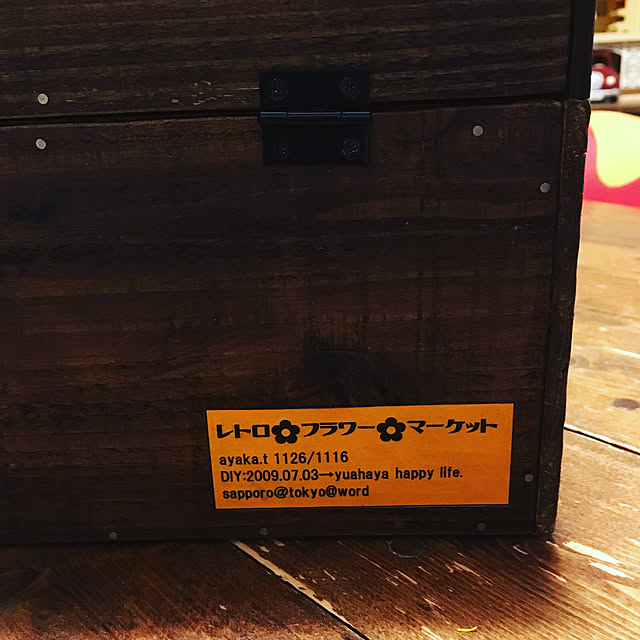 レトロ✿フラワー✿マーケット
ayaka.t 1126/1116
DIY:2009.07.03→yuahaya happy life.
sapporo@tokyo@word